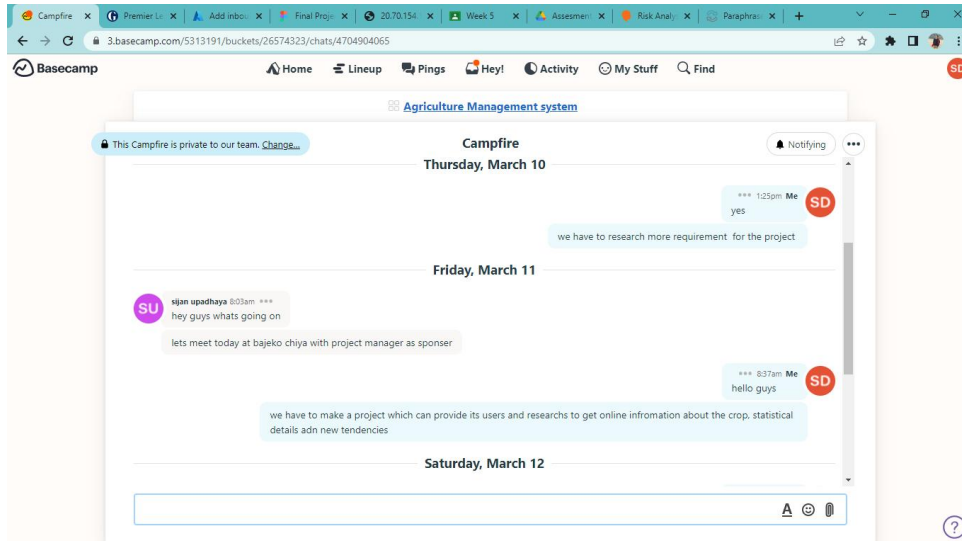 Campfire
Premier Le
Add inbou
Final Proje
20.70.154.
Week 5
Assesment
Risk Analy
Paraphras
3.basecamp.com/5313191/buckets/26574323/chats/4704904065
Basecamp
Home
Lineup
Pings
Hey!
Activity
My Stuff
Find
SD
Agriculture Management system
This Campfire is private to our team. Change...
Campfire
Notifying
Thursday, March 10
1:25pm Me
SD
yes
we have to research more requirement for the project
Friday, March 11
SU
sijan upadhaya 8:03am
hey guys whats going on
lets meet today at bajeko chiya with project manager as sponser
8:37am Me
SD
hello guys
we have to make a project which can provide its users and researchs to get online infromation about the crop, statistical
details adn new tendencies
Saturday, March 12
A
?